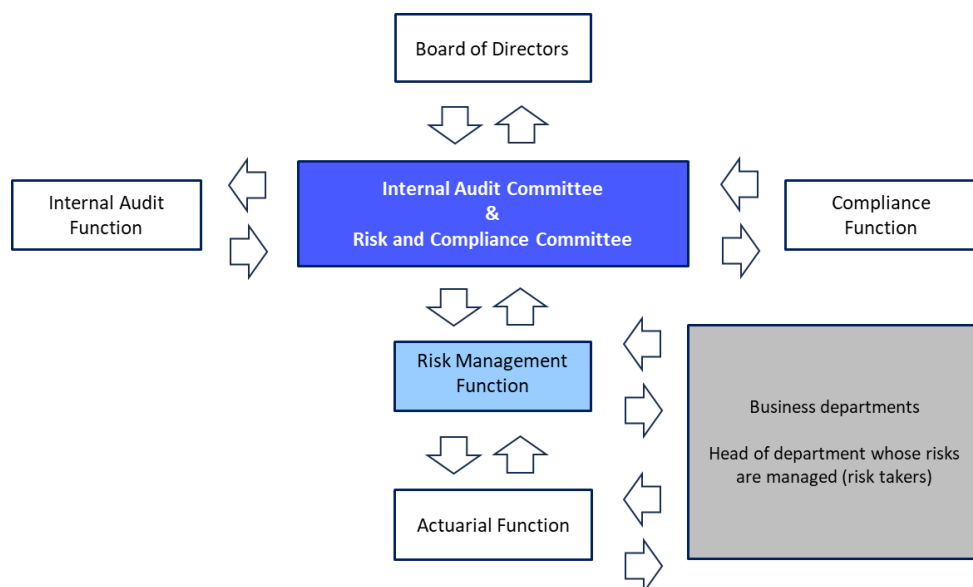 Board of Directors
Internal Audit
Function
Internal Audit Committee
&
Risk and Compliance Committee
Compliance
Function
Risk Management
Function
Business departments
Head of department whose risks
are managed (risk takers)
Actuarial Function